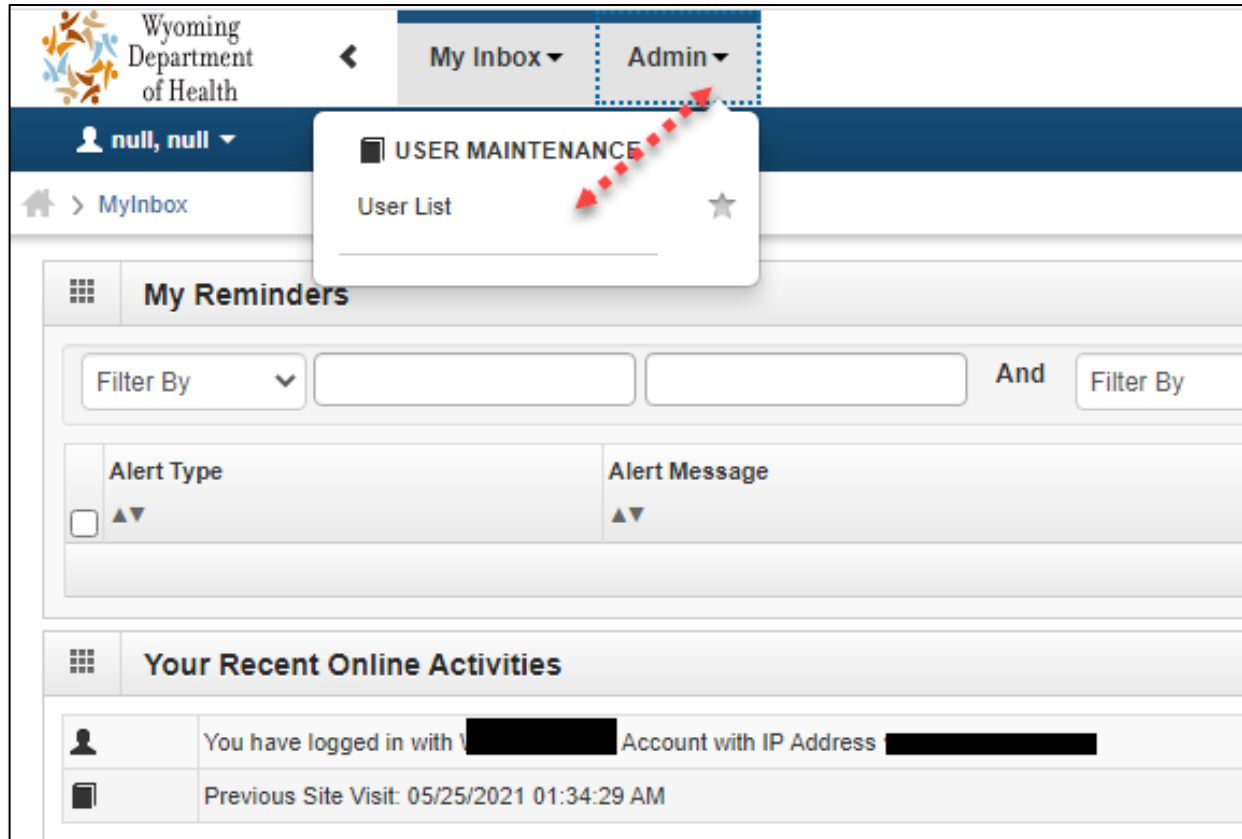 Wyoming
Department
of Health
My Inbox
Admin
null, null
USER MAINTENANCE
User List
MyInbox
My Reminders
Filter By
And
Filter By
Alert Type
Alert Message
Your Recent Online Activities
You have logged in with Account with IP Address
Previous Site Visit: 05/25/2021 01:34:29 AM